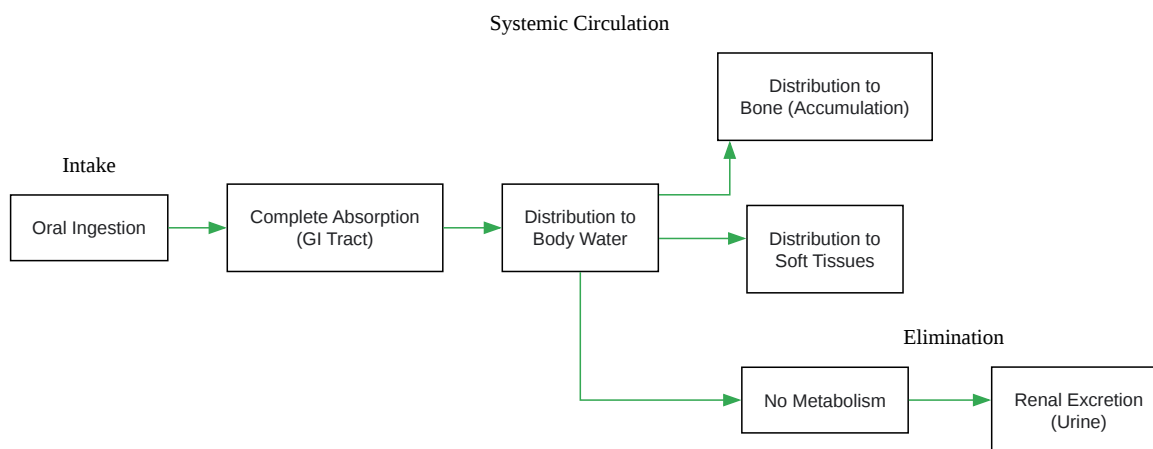 Systemic Circulation
Distribution to
Bone (Accumulation)
Intake
Oral Ingestion
Complete Absorption
(GI Tract)
Distribution to
Body Water
Distribution to
Soft Tissues
Elimination
No Metabolism
Renal Excretion
(Urine)